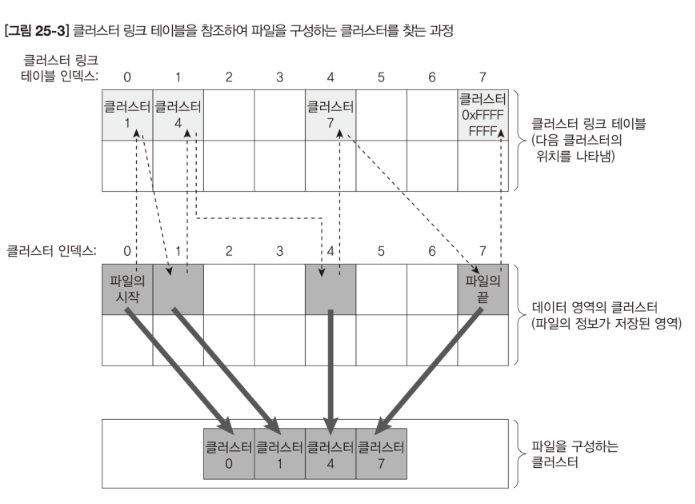 [그림 25-3] 클러스터 링크 테이블을 참조하여 파일을 구성하는 클러스터를 찾는 과정
클러스터 링크
테이블 인덱스: 0 1 2 3 4 5 6 7
클러스터
1
클러스터
4
클러스터
7
클러스터
0xFFFF
FFFF
클러스터 링크 테이블
(다음 클러스터의
위치를 나타냄)
클러스터 인덱스: 0 1 2 3 4 5 6 7
파일의
시작
파일의
끝
데이터 영역의 클러스터
(파일의 정보가 저장된 영역)
클러스터
0
클러스터
1
클러스터
4
클러스터
7
파일을 구성하는
클러스터